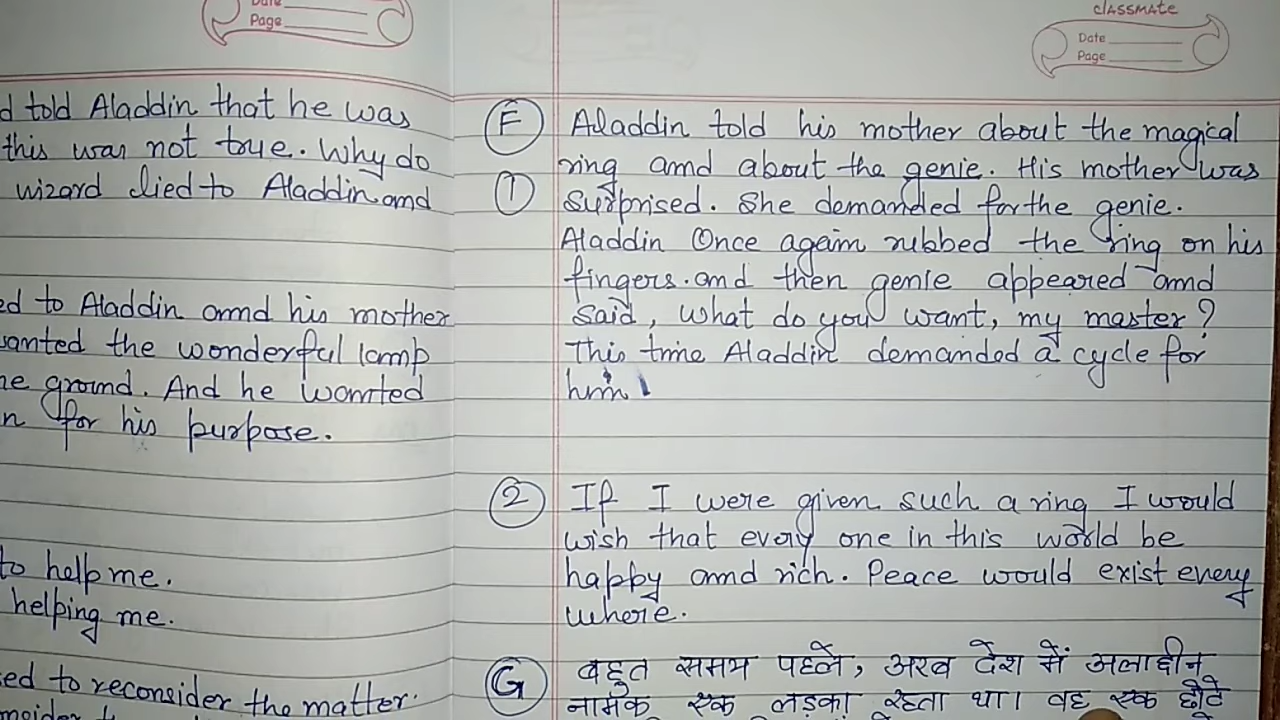 Date
Page
d told Aladdin that he was
this was not true. Why do
wizard lied to Aladdin and
ed to Aladdin and his mother
wanted the wonderful lamp
he ground. And he wanted
n for his purpose.
to help me.
helping me.
sed to reconsider the matter.
classmate
Date
Page
F Aladdin told his mother about the magical
ring and about the genie. His mother was
1 surprised. She demanded for the genie.
Aladdin Once again rubbed the ring on his
fingers. and then genie appeared and
said, what do you want, my master?
This time Aladdin demanded a cycle for
him
2 If I were given such a ring I would
wish that every one in this world be
happy and rich. Peace would exist every
where.
G बहुत समय पहले, अरब देश में अलाद्दीन
नामक एक लड़का रहता था। वह एक छोटे